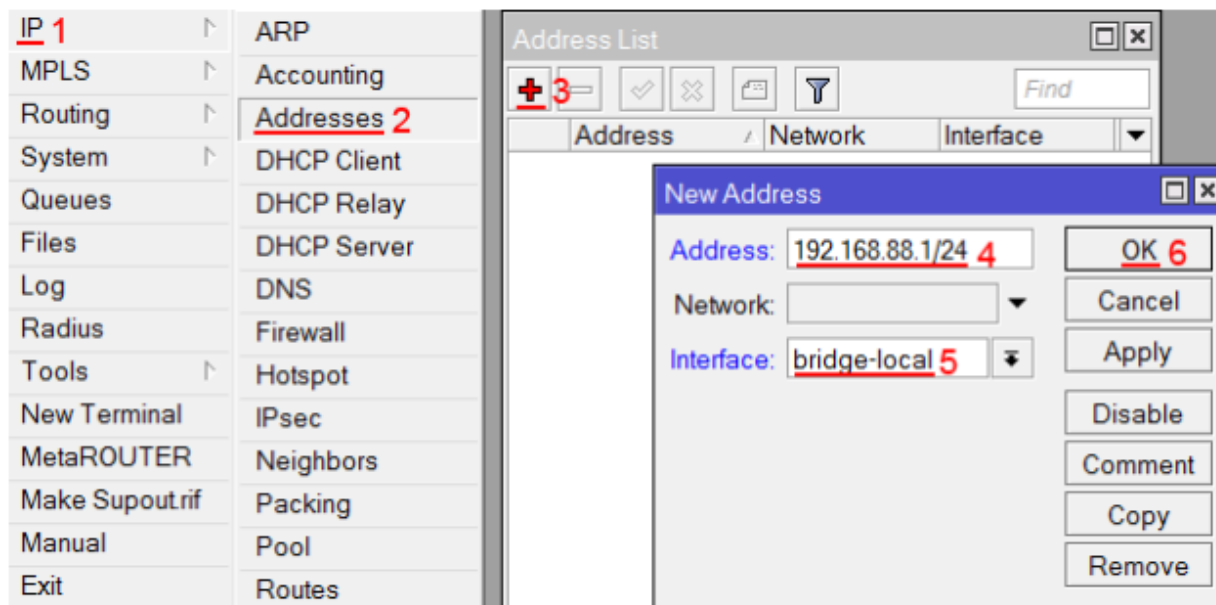 IP 1
MPLS
Routing
System
Queues
Files
Log
Radius
Tools
New Terminal
MetaROUTER
Make Supout.rif
Manual
Exit
ARP
Accounting
Addresses 2
DHCP Client
DHCP Relay
DHCP Server
DNS
Firewall
Hotspot
IPsec
Neighbors
Packing
Pool
Routes
Address List
3
Find
Address Network Interface
New Address
Address: 192.168.88.1/24 4
Network:
Interface: bridge-local 5
OK 6
Cancel
Apply
Disable
Comment
Copy
Remove